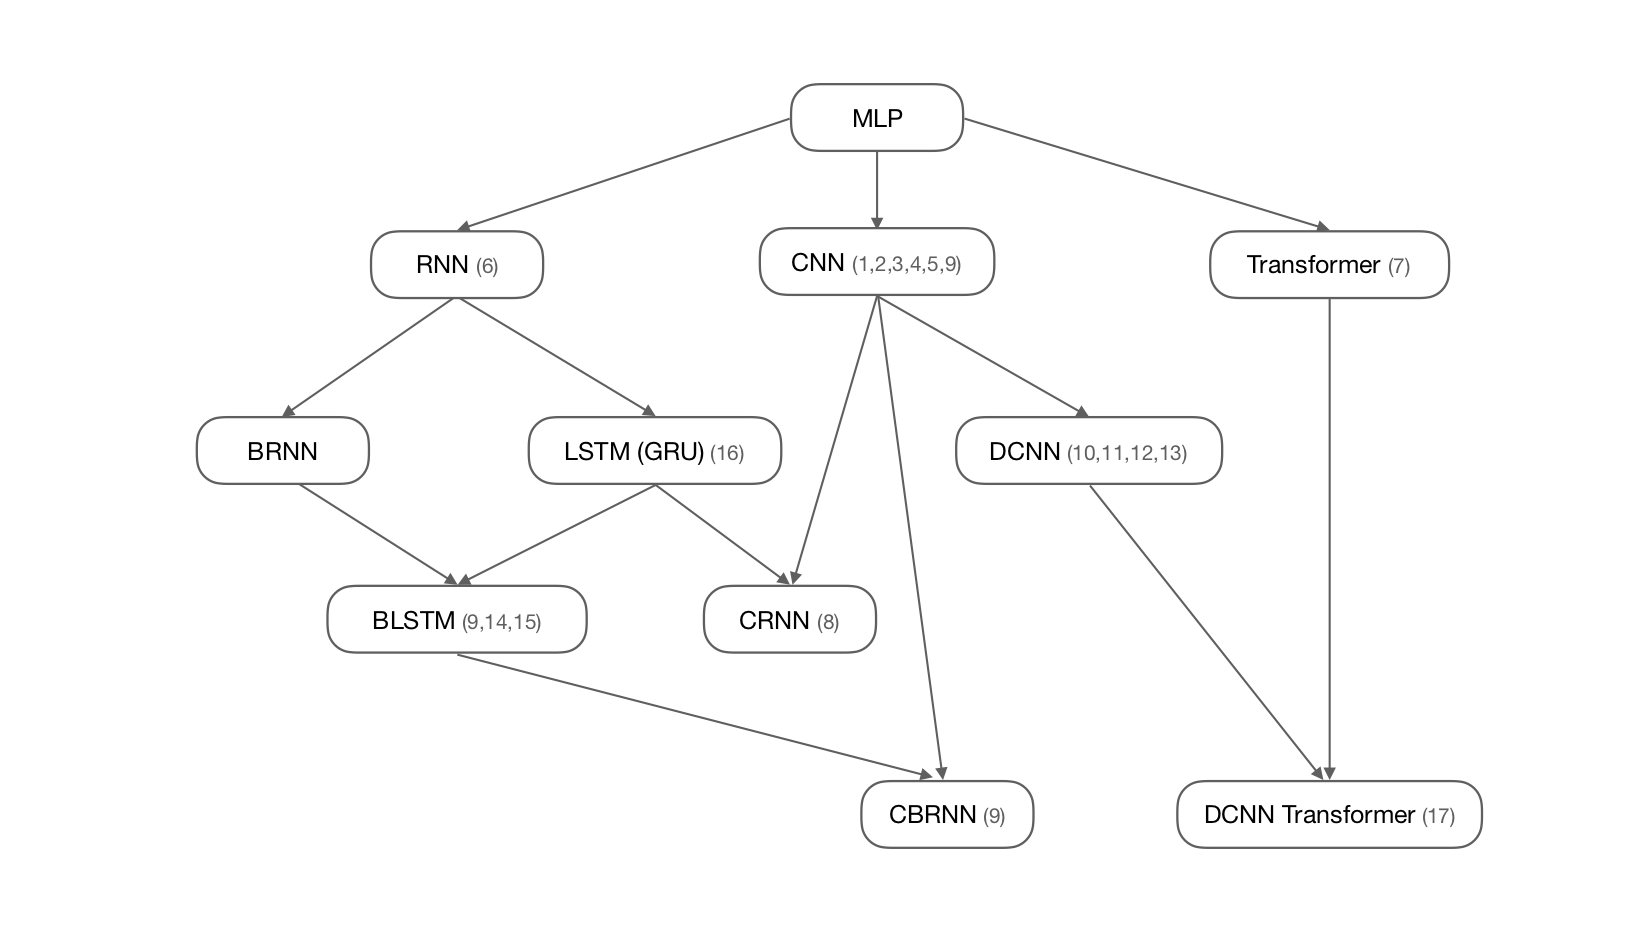 MLP
RNN (6)
CNN (1,2,3,4,5,9)
Transformer (7)
BRNN
LSTM (GRU) (16)
DCNN (10,11,12,13)
BLSTM (9,14,15)
CRNN (8)
CBRNN (9)
DCNN Transformer (17)